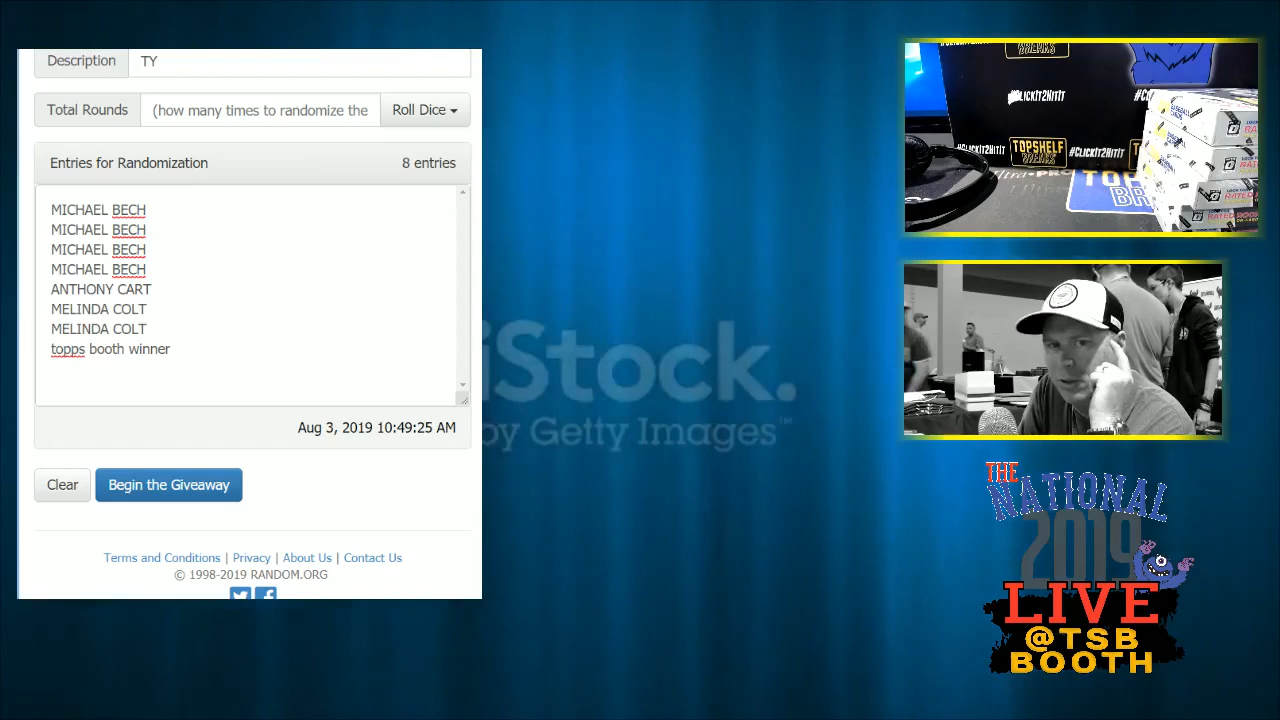 Description TY
Total Rounds (how many times to randomize the Roll Dice
Entries for Randomization 8 entries
MICHAEL BECH
MICHAEL BECH
MICHAEL BECH
MICHAEL BECH
ANTHONY CART
MELINDA COLT
MELINDA COLT
topps booth winner
Aug 3, 2019 10:49:25 AM
Clear Begin the Giveaway
Terms and Conditions | Privacy | About Us | Contact Us
© 1998-2019 RANDOM.ORG
iStock.
by Getty Images™
BREAKS
#CLICKIT2HITIT
TOPSHELF
BREAKS
#CLICKIT2HITIT
THE
NATIONAL
2019
LIVE
@TSB
BOOTH